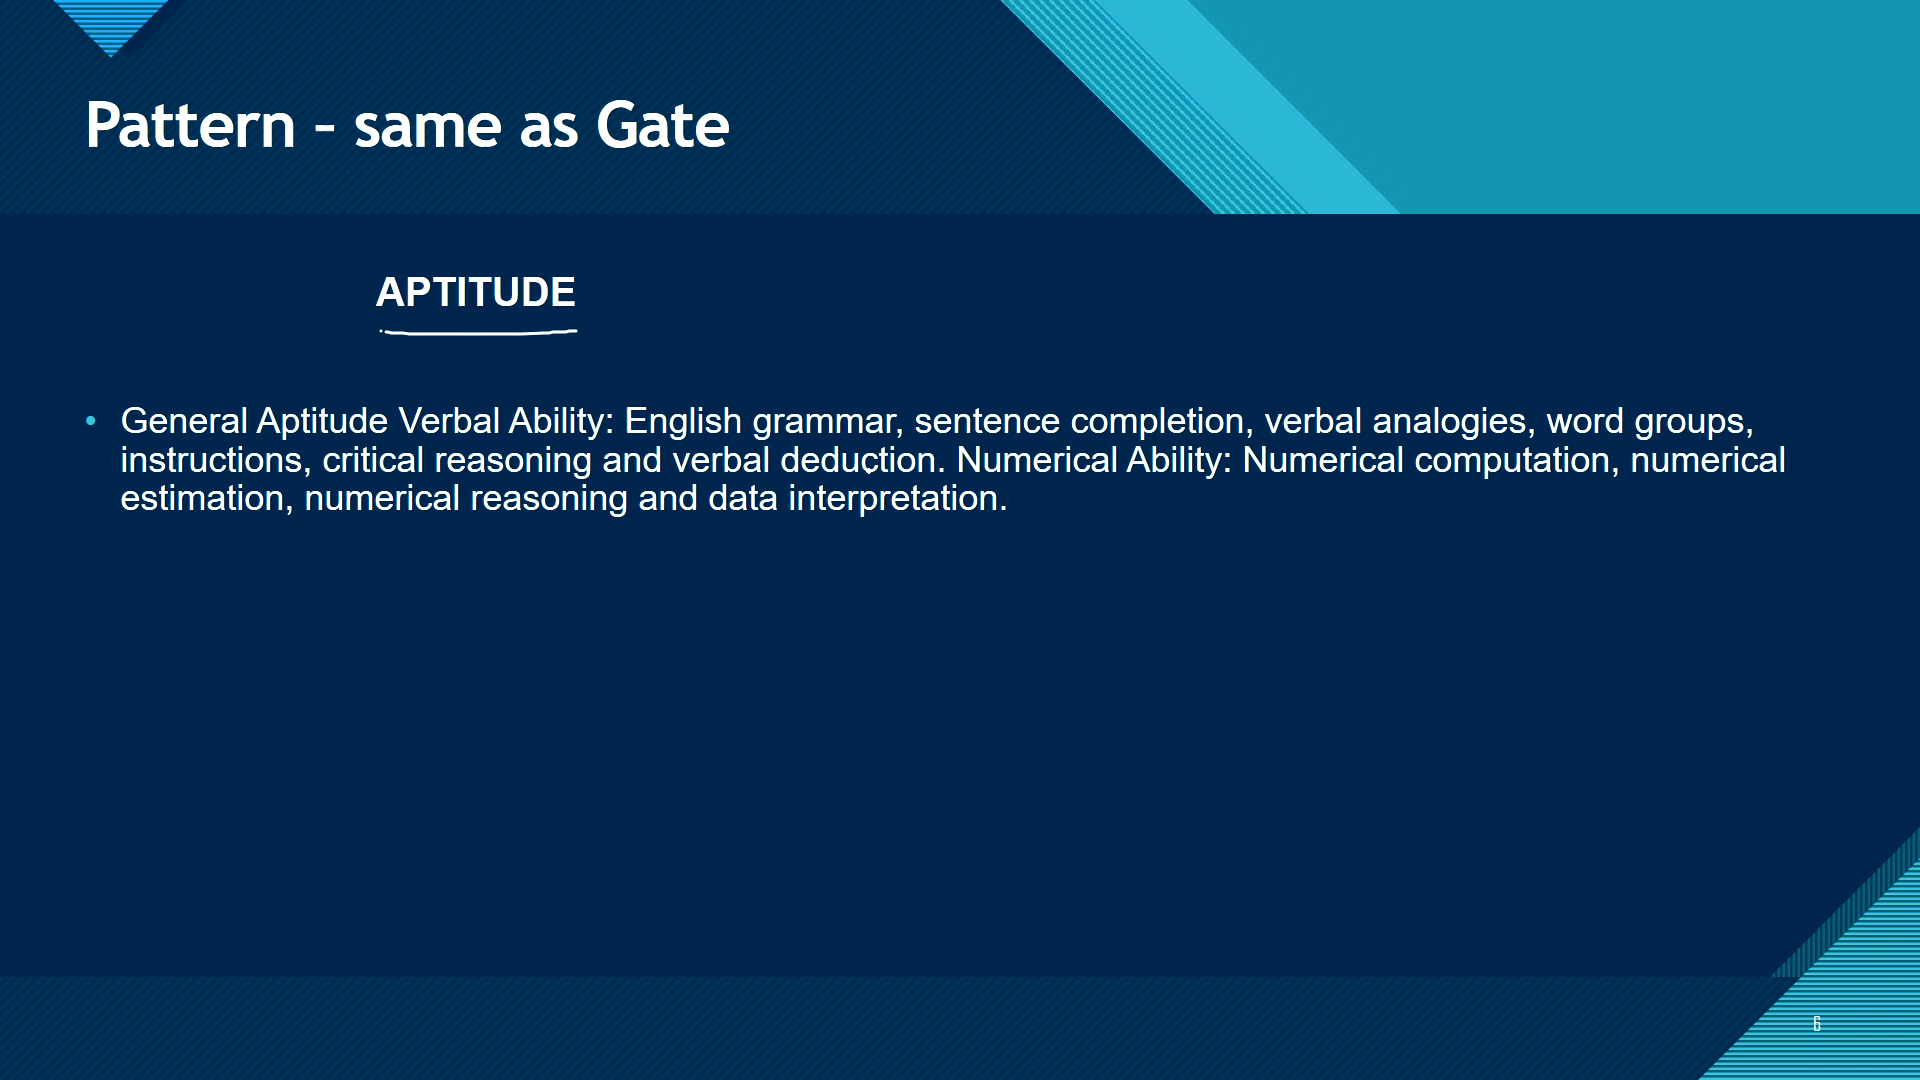 Pattern – same as Gate
APTITUDE
• General Aptitude Verbal Ability: English grammar, sentence completion, verbal analogies, word groups,
instructions, critical reasoning and verbal deduction. Numerical Ability: Numerical computation, numerical
estimation, numerical reasoning and data interpretation.
6